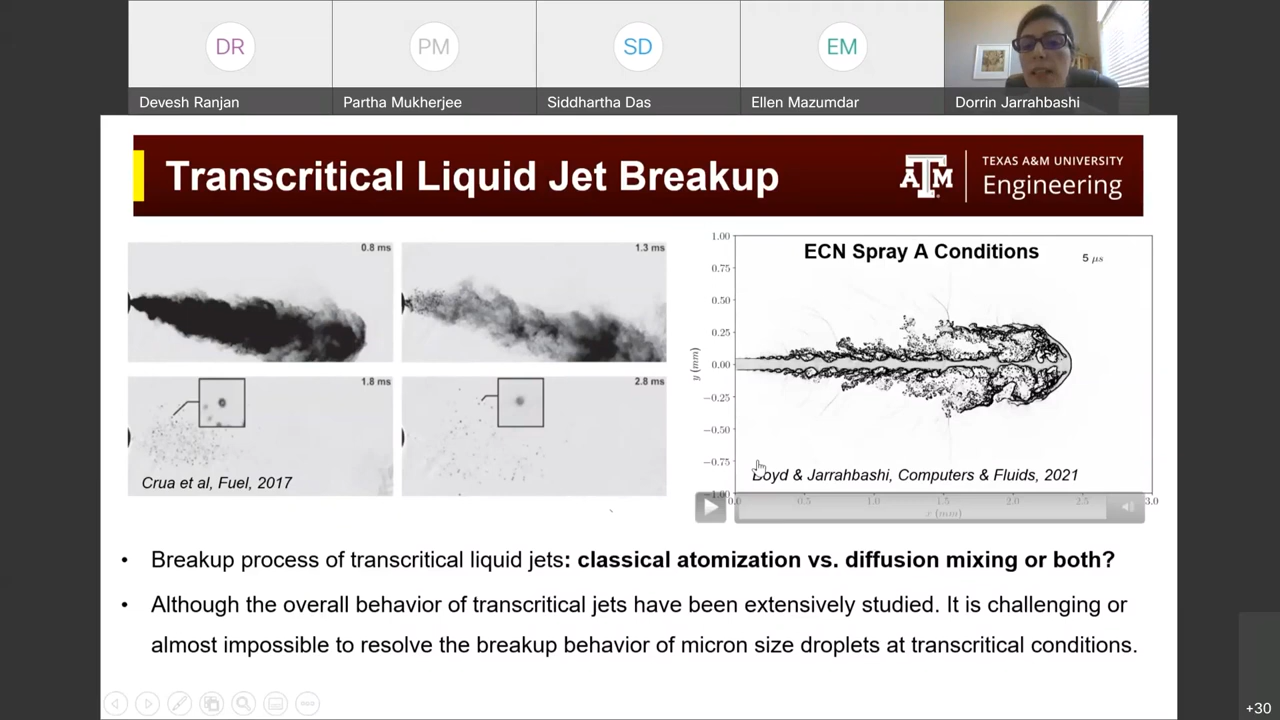 DR
PM
SD
EM
Devesh Ranjan
Partha Mukherjee
Siddhartha Das
Ellen Mazumdar
Dorrin Jarrahbashi
Transcritical Liquid Jet Breakup
TEXAS A&M UNIVERSITY
Engineering
0.8 ms
1.3 ms
1.8 ms
2.8 ms
Crua et al, Fuel, 2017
ECN Spray A Conditions
5 μs
1.00
0.75
0.50
0.25
0.00
−0.25
−0.50
−0.75
−1.00
y (mm)
0.0
0.5
1.0
1.5
2.0
2.5
3.0
x (mm)
Boyd & Jarrahbashi, Computers & Fluids, 2021
• Breakup process of transcritical liquid jets: classical atomization vs. diffusion mixing or both?
• Although the overall behavior of transcritical jets have been extensively studied. It is challenging or
almost impossible to resolve the breakup behavior of micron size droplets at transcritical conditions.
+30